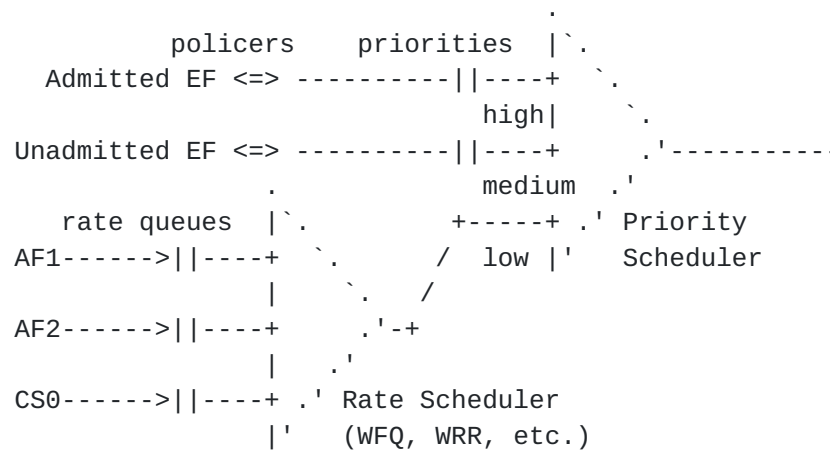 policers priorities
Admitted EF <=>
high
Unadmitted EF <=>
medium
rate queues
Priority
AF1 low Scheduler
AF2
CS0 Rate Scheduler
(WFQ, WRR, etc.)